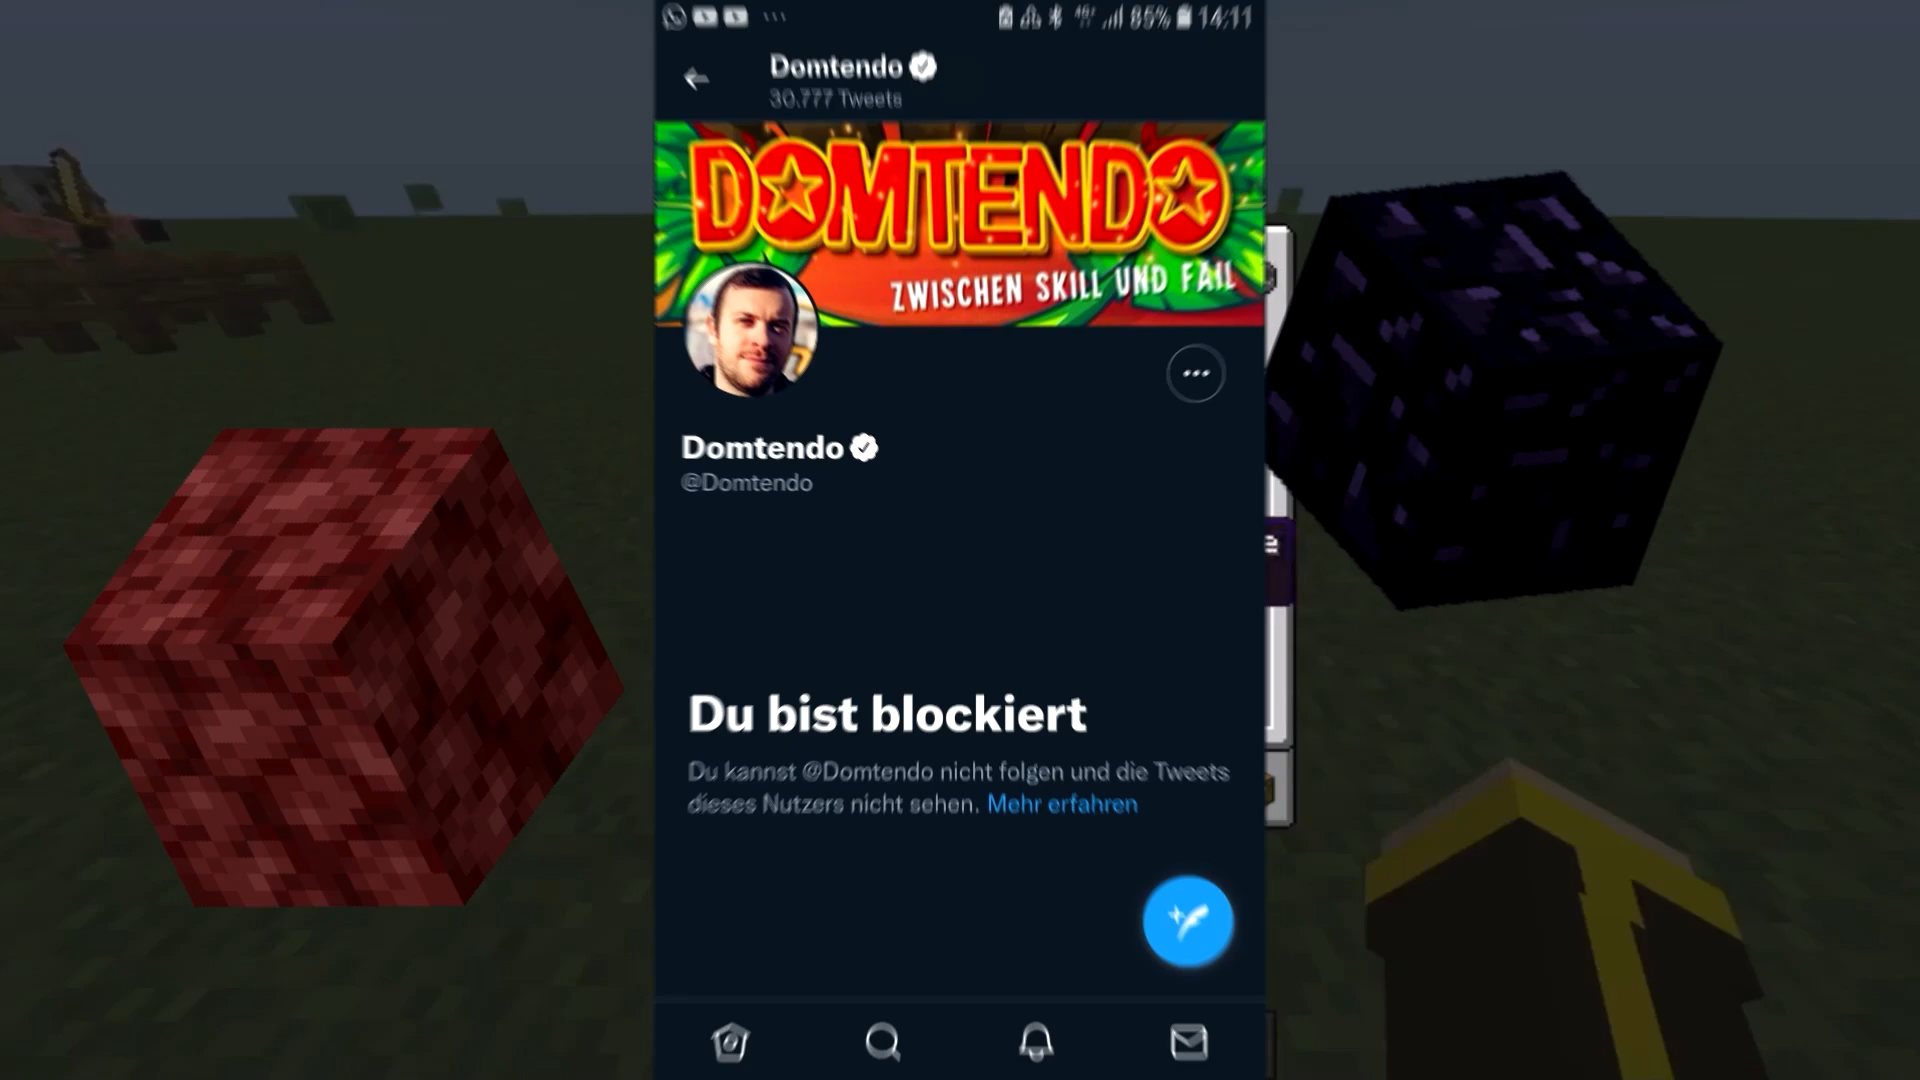 85% 14:11
Domtendo
30.777 Tweets
DOMTENDO
ZWISCHEN SKILL UND FAIL
Domtendo
@Domtendo
Du bist blockiert
Du kannst @Domtendo nicht folgen und die Tweets
dieses Nutzers nicht sehen. Mehr erfahren